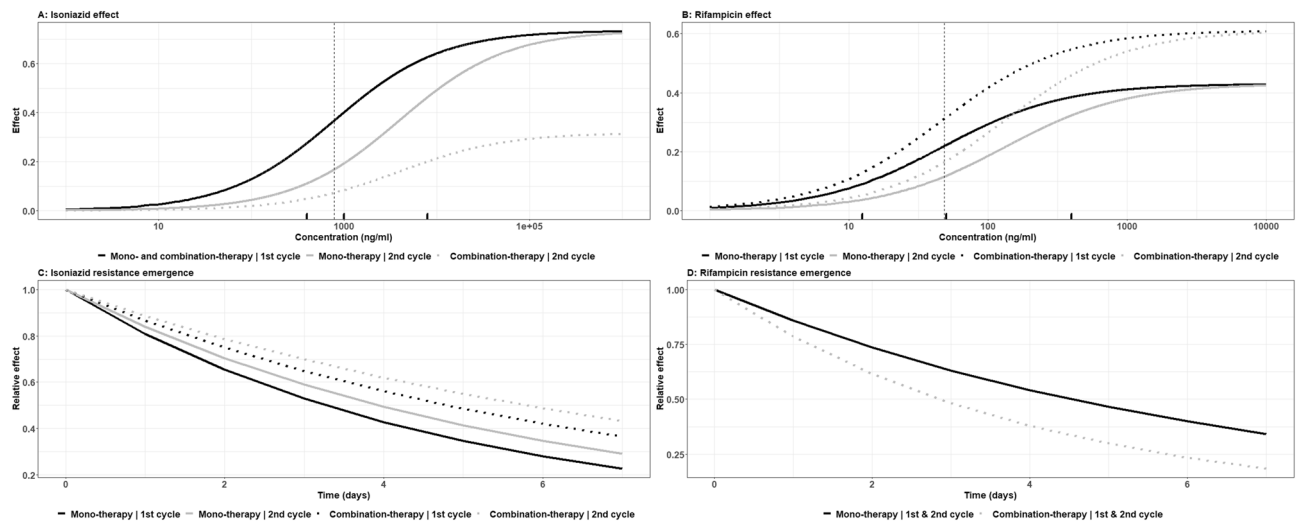 A: Isoniazid effect
Effect
0.6
0.4
0.2
0.0
10
1000
1e+05
Concentration (ng/ml)
Mono- and combination-therapy | 1st cycle
Mono-therapy | 2nd cycle
Combination-therapy | 2nd cycle
B: Rifampicin effect
Effect
0.6
0.4
0.2
0.0
10
100
1000
10000
Concentration (ng/ml)
Mono-therapy | 1st cycle
Mono-therapy | 2nd cycle
Combination-therapy | 1st cycle
Combination-therapy | 2nd cycle
C: Isoniazid resistance emergence
Relative effect
1.0
0.8
0.6
0.4
0.2
0
2
4
6
Time (days)
Mono-therapy | 1st cycle
Mono-therapy | 2nd cycle
Combination-therapy | 1st cycle
Combination-therapy | 2nd cycle
D: Rifampicin resistance emergence
Relative effect
1.00
0.75
0.50
0.25
0
2
4
6
Time (days)
Mono-therapy | 1st & 2nd cycle
Combination-therapy | 1st & 2nd cycle